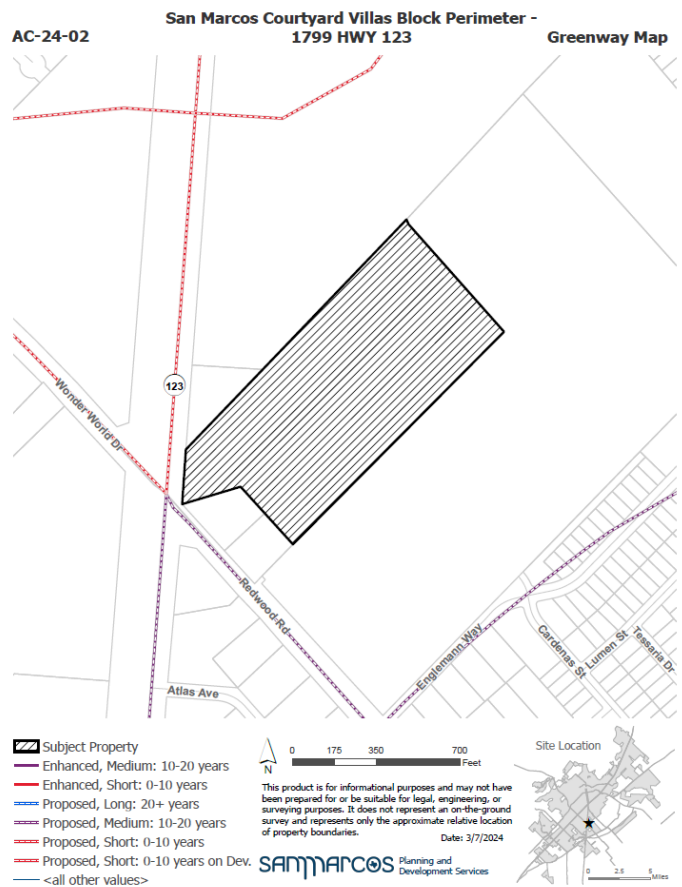 San Marcos Courtyard Villas Block Perimeter -
AC-24-02 1799 HWY 123 Greenway Map
123
Wonder World Dr
Redwood Rd
Englemann Way
Cardenas St
Lumen St
Tessaria Dr
Atlas Ave
Subject Property
Enhanced, Medium: 10-20 years
Enhanced, Short: 0-10 years
Proposed, Long: 20+ years
Proposed, Medium: 10-20 years
Proposed, Short: 0-10 years
Proposed, Short: 0-10 years on Dev.
<all other values>
N
0 175 350 700
Feet
This product is for informational purposes and may not have
been prepared for or be suitable for legal, engineering, or
surveying purposes. It does not represent an on-the-ground
survey and represents only the approximate relative location
of property boundaries.
Date: 3/7/2024
SANMARCOS Planning and
Development Services
Site Location
0 2.5 5
Miles